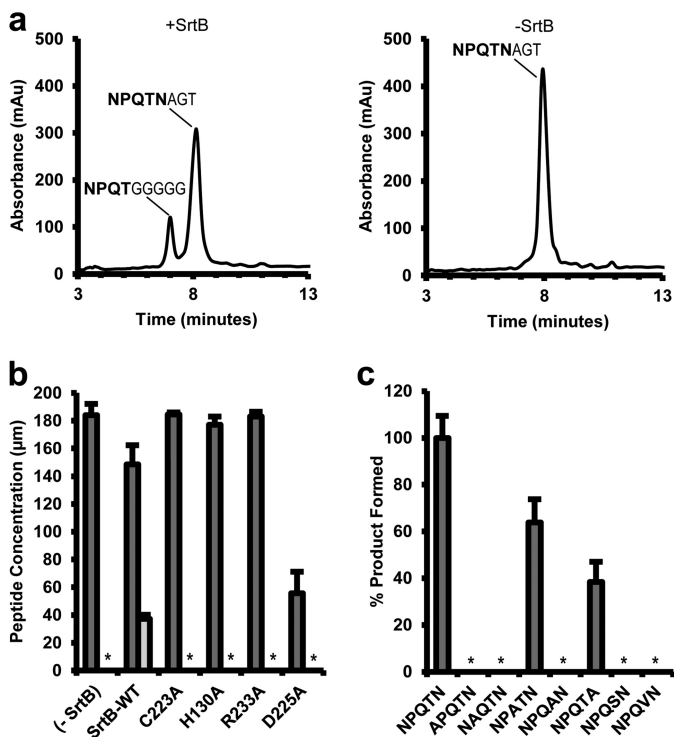 a
+SrtB
-SrtB
500
400
300
200
100
0
Absorbance (mAu)
NPQTNAGT
NPQTGGGGG
3
8
13
Time (minutes)
500
400
300
200
100
0
Absorbance (mAu)
NPQTNAGT
3
8
13
Time (minutes)
b
200
180
160
140
120
100
80
60
40
20
0
Peptide Concentration (μm)
*
*
*
*
*
(- SrtB)
SrtB-WT
C223A
H130A
R233A
D225A
c
120
100
80
60
40
20
0
% Product Formed
*
*
*
*
*
NPQTN
APQTN
NAQTN
NPATN
NPQAN
NPQTA
NPQSN
NPQVN